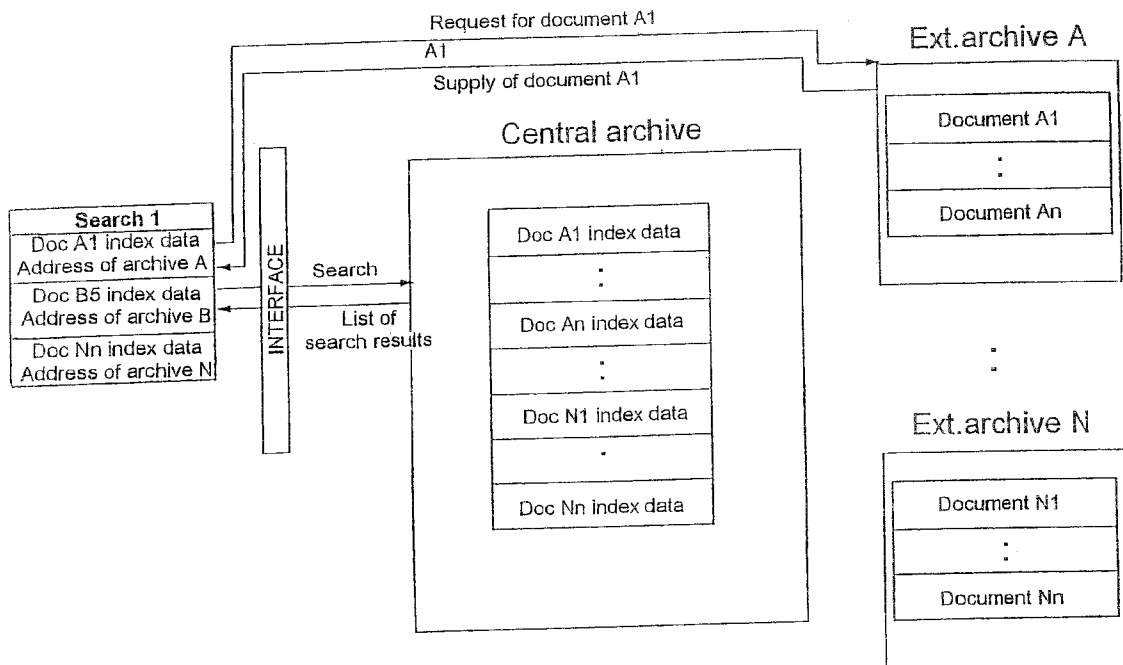 Request for document A1
A1
Supply of document A1
Ext.archive A
Document A1
:
Document An
Central archive
Search 1
Doc A1 index data
Address of archive A
Doc B5 index data
Address of archive B
Doc Nn index data
Address of archive N
INTERFACE
Search
List of
search results
Doc A1 index data
:
Doc An index data
:
Doc N1 index data
.
Doc Nn index data
:
Ext.archive N
Document N1
:
Document Nn